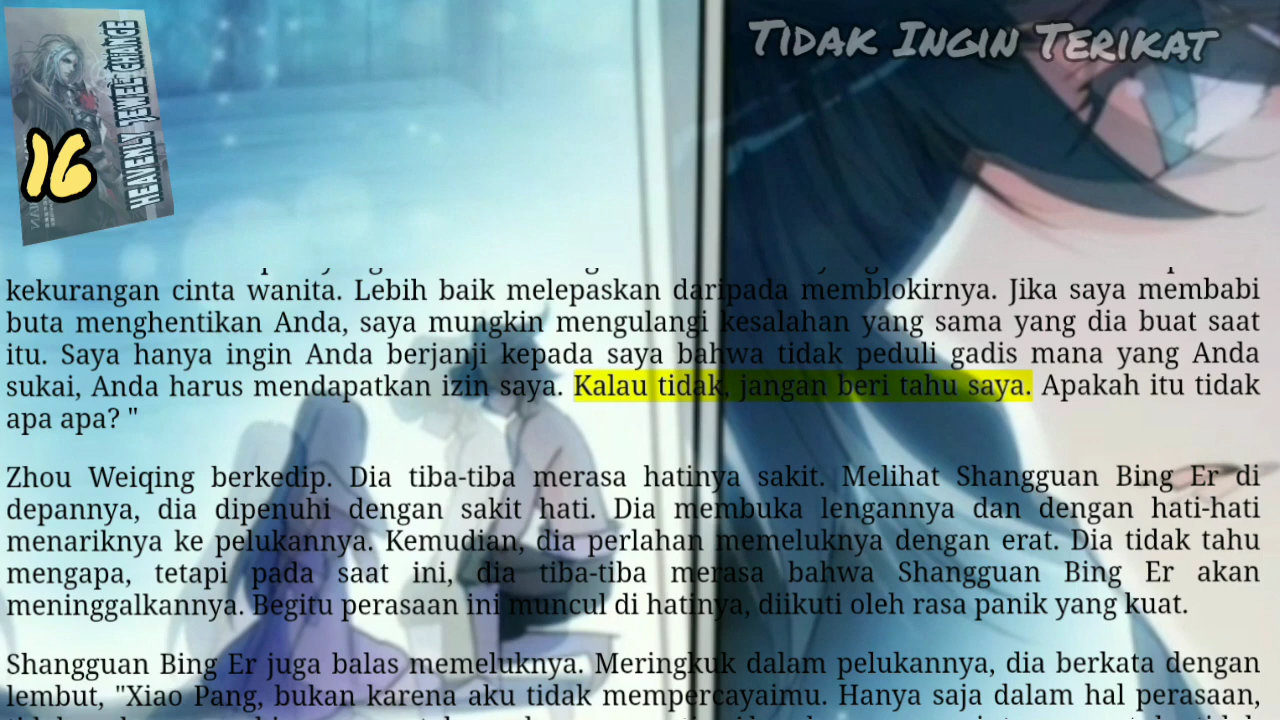 HEAVENLY JEWEL CHANGE
16
TIDAK INGIN TERIKAT
kekurangan cinta wanita. Lebih baik melepaskan daripada memblokirnya. Jika saya membabi
buta menghentikan Anda, saya mungkin mengulangi kesalahan yang sama yang dia buat saat
itu. Saya hanya ingin Anda berjanji kepada saya bahwa tidak peduli gadis mana yang Anda
sukai, Anda harus mendapatkan izin saya. Kalau tidak, jangan beri tahu saya. Apakah itu tidak
apa apa? "
Zhou Weiqing berkedip. Dia tiba-tiba merasa hatinya sakit. Melihat Shangguan Bing Er di
depannya, dia dipenuhi dengan sakit hati. Dia membuka lengannya dan dengan hati-hati
menariknya ke pelukannya. Kemudian, dia perlahan memeluknya dengan erat. Dia tidak tahu
mengapa, tetapi pada saat ini, dia tiba-tiba merasa bahwa Shangguan Bing Er akan
meninggalkannya. Begitu perasaan ini muncul di hatinya, diikuti oleh rasa panik yang kuat.
Shangguan Bing Er juga balas memeluknya. Meringkuk dalam pelukannya, dia berkata dengan
lembut, "Xiao Pang, bukan karena aku tidak mempercayaimu. Hanya saja dalam hal perasaan,